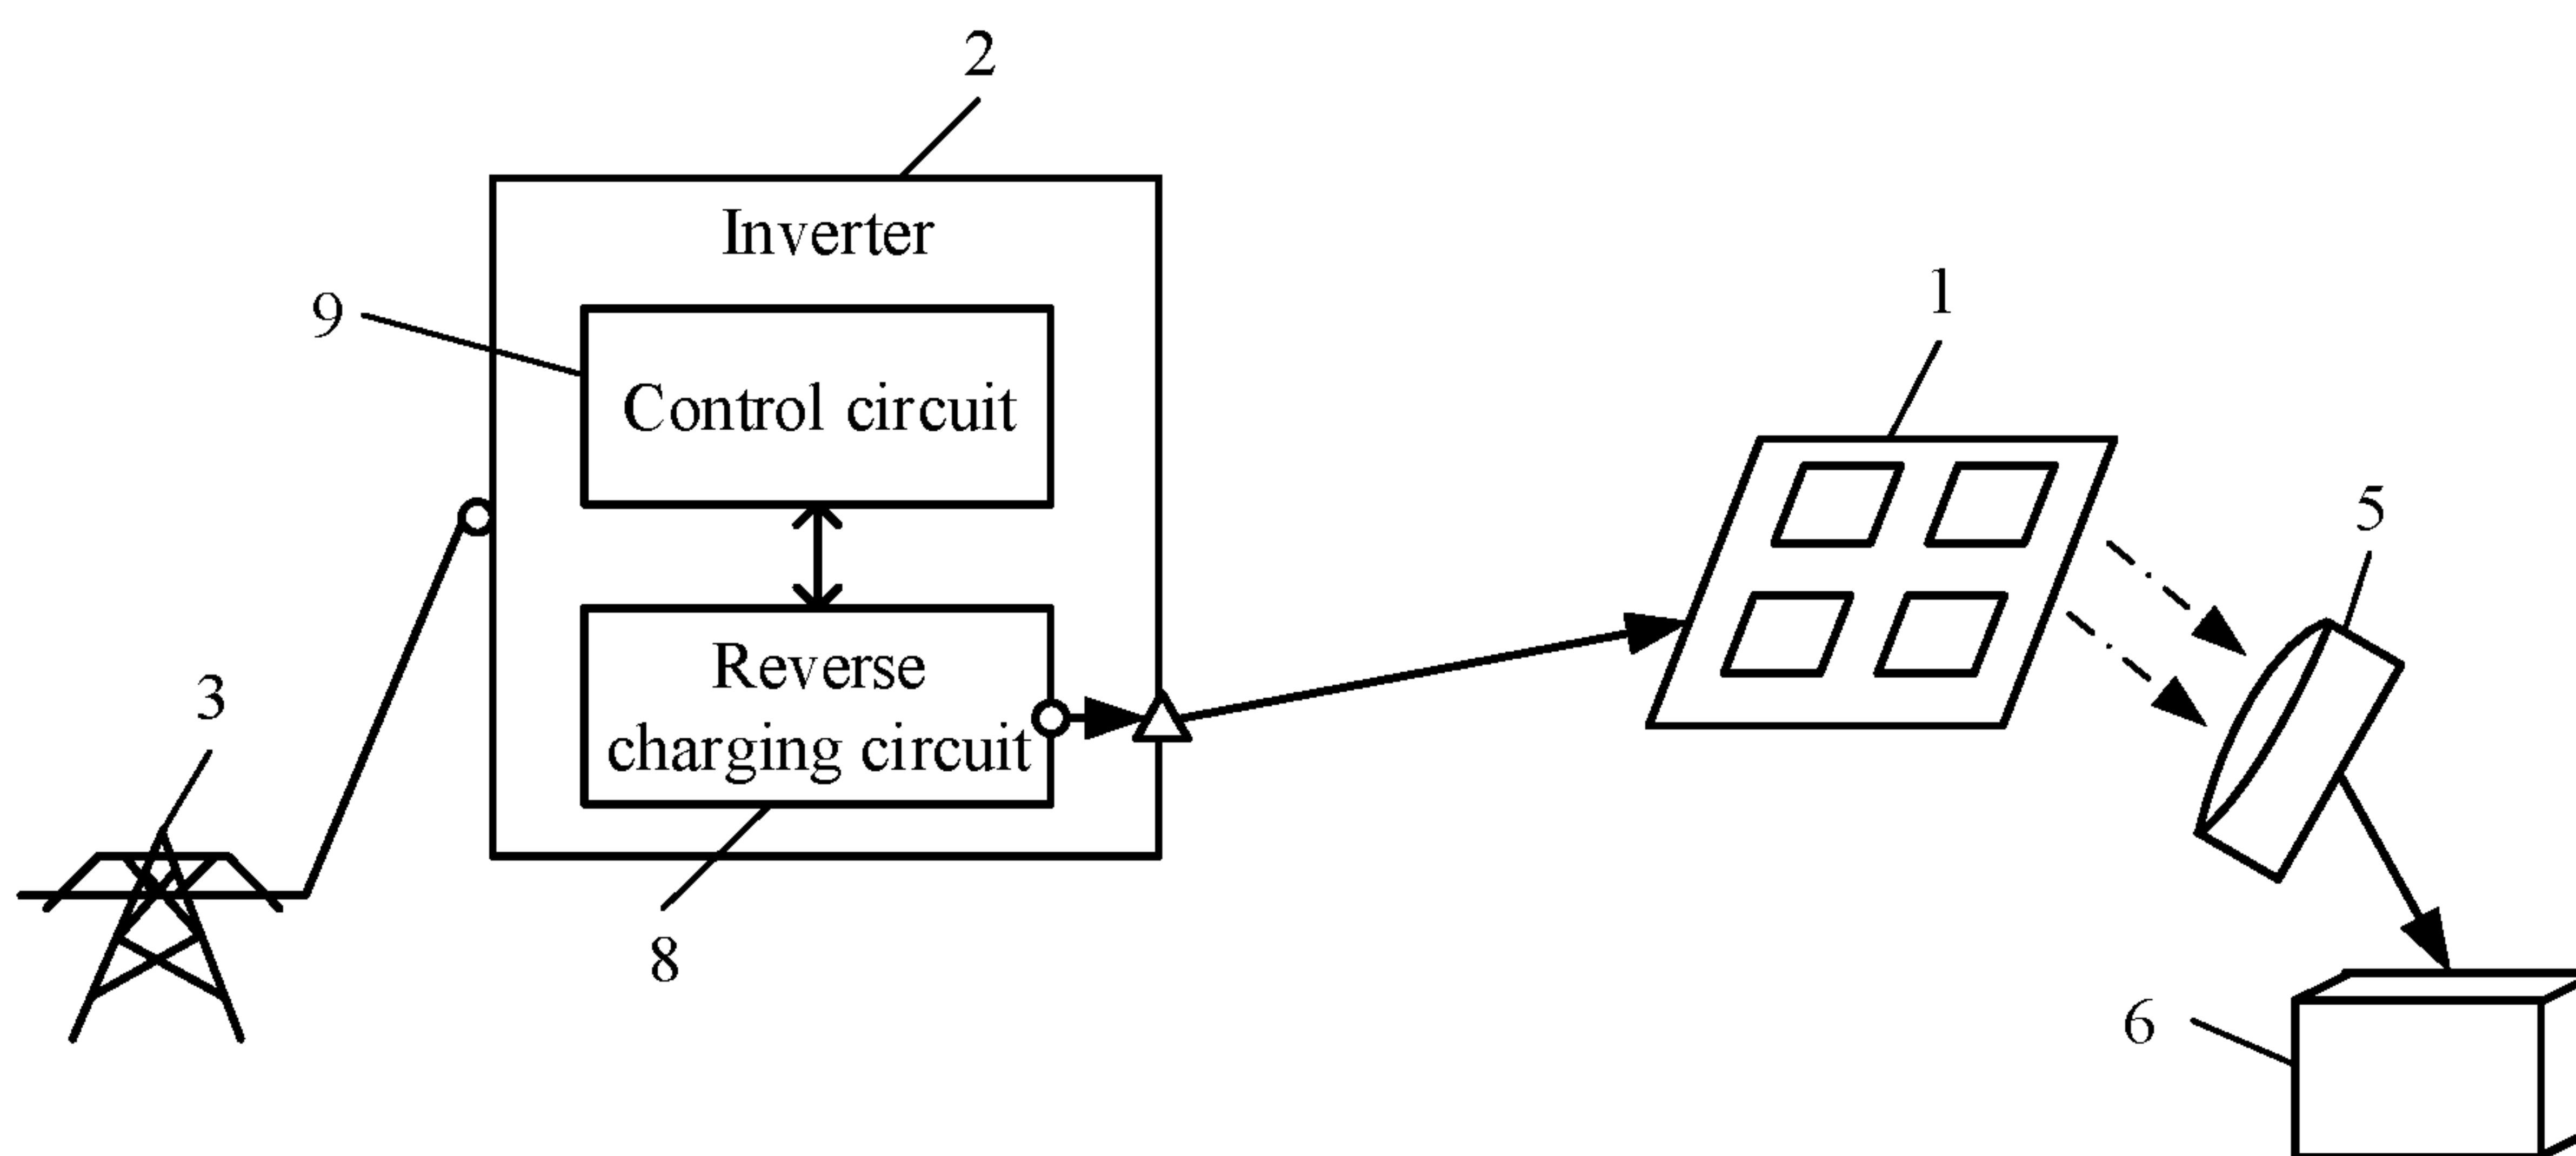 2
Inverter
9
Control circuit
1
5
Reverse
charging circuit
3
8
6